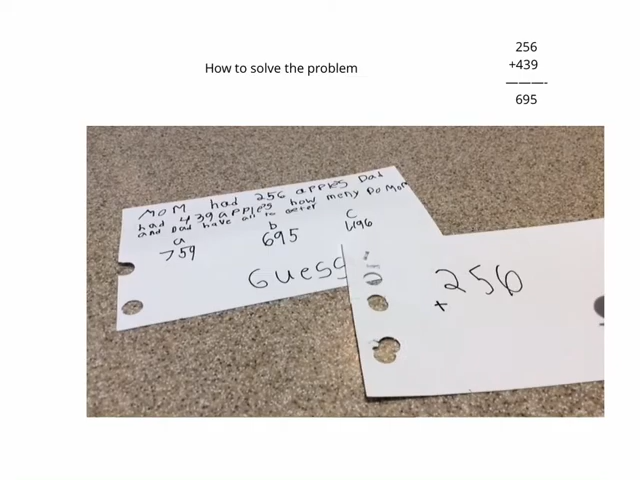 256
+439
How to solve the problem
———-
695
MOM had 256 apples Dad
had 439 apples how meny Do Mom
and Dad have all to geter
a b c
759 695 496
Guess
256
+